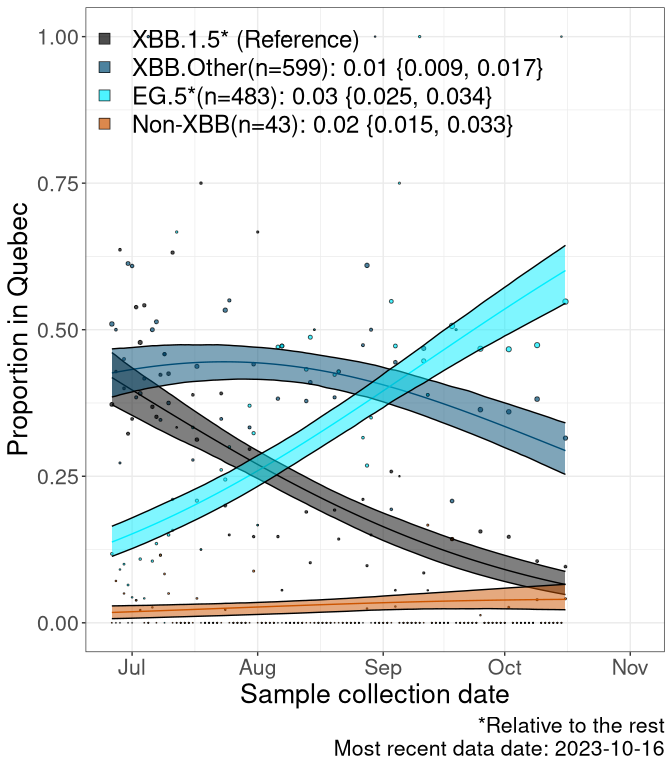 1.00
XBB.1.5* (Reference)
XBB.Other(n=599): 0.01 {0.009, 0.017}
EG.5*(n=483): 0.03 {0.025, 0.034}
Non-XBB(n=43): 0.02 {0.015, 0.033}
0.75
0.50
0.25
0.00
Proportion in Quebec
Jul Aug Sep Oct Nov
Sample collection date
*Relative to the rest
Most recent data date: 2023-10-16